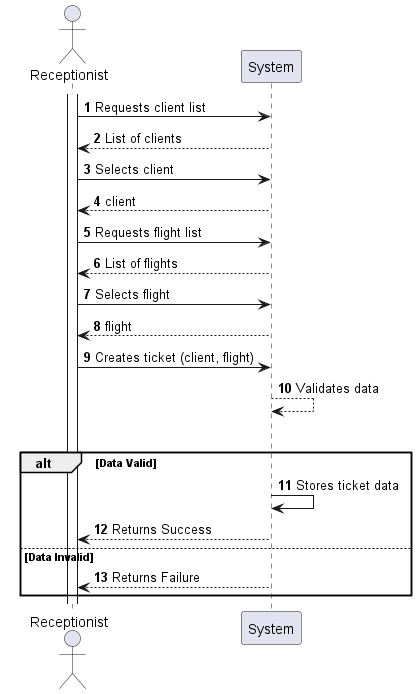 Receptionist
System
1 Requests client list
2 List of clients
3 Selects client
4 client
5 Requests flight list
6 List of flights
7 Selects flight
8 flight
9 Creates ticket (client, flight)
10 Validates data
alt [Data Valid]
11 Stores ticket data
12 Returns Success
[Data Invalid]
13 Returns Failure
Receptionist
System